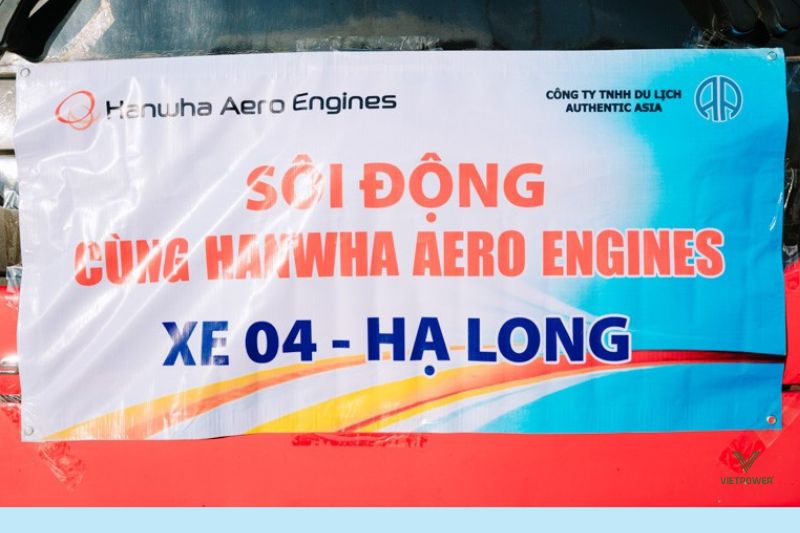 Hanwha Aero Engines
CÔNG TY TNHH DU LỊCH
AUTHENTIC ASIA
AA
SÔI ĐỘNG
CÙNG HANWHA AERO ENGINES
XE 04 - HẠ LONG
VIETPOWER